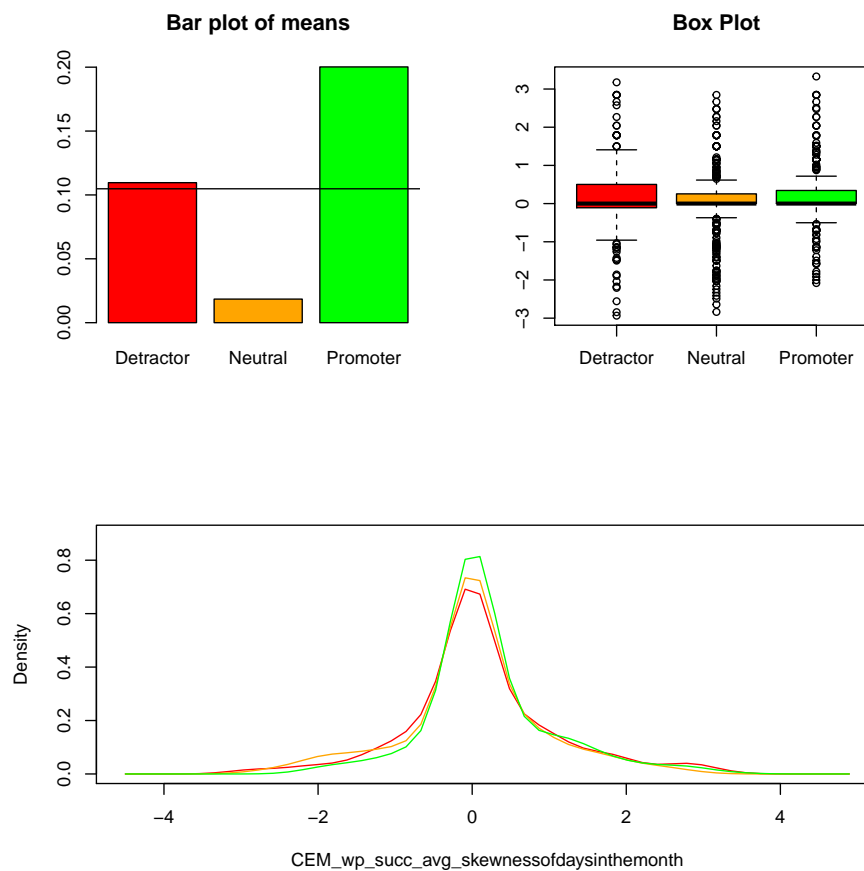 Bar plot of means
0.20
0.15
0.10
0.05
0.00
Detractor Neutral Promoter
Box Plot
3
2
1
0
−1
−2
−3
Detractor Neutral Promoter
Density
0.8
0.6
0.4
0.2
0.0
−4 −2 0 2 4
CEM_wp_succ_avg_skewnessofdaysinthemonth